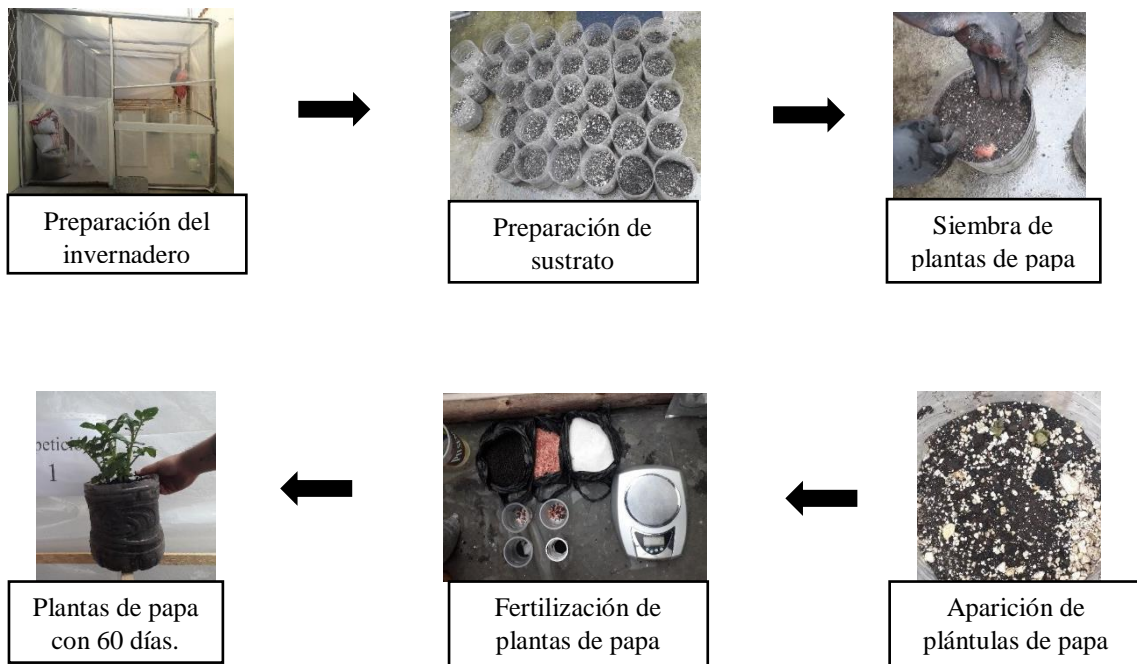 Preparación del
invernadero
Preparación de
sustrato
Siembra de
plantas de papa
1
Plantas de papa
con 60 días.
Fertilización de
plantas de papa
Aparición de
plántulas de papa